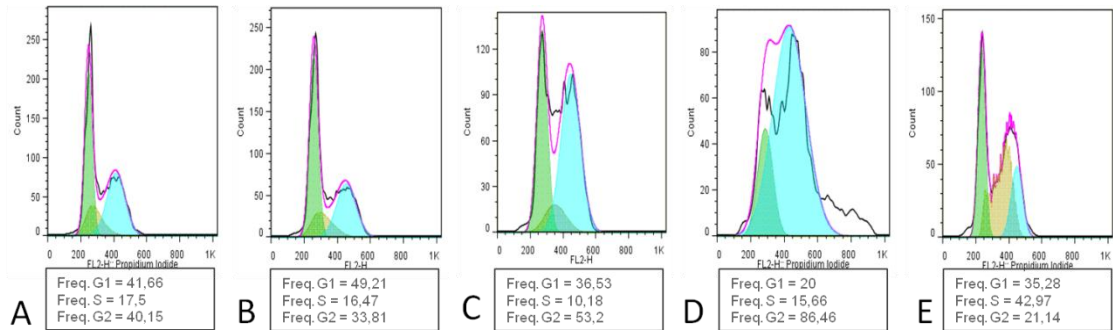 300
250
200
150
100
50
0
Count
0 200 400 600 800 1K
FL2-H:: Propidium Iodide
Freq. G1 = 41,66
Freq. S = 17,5
Freq. G2 = 40,15
A
300
250
200
150
100
50
0
Count
0 200 400 600 800 1K
FL2-H
Freq. G1 = 49,21
Freq. S = 16,47
Freq. G2 = 33,81
B
120
90
60
30
0
Count
0 200 400 600 800 1K
FL2-H
Freq. G1 = 36,53
Freq. S = 10,18
Freq. G2 = 53,2
C
80
60
40
20
0
Count
0 200 400 600 800 1K
FL2-H:: Propidium Iodide
Freq. G1 = 20
Freq. S = 15,66
Freq. G2 = 86,46
D
150
100
50
0
Count
0 200 400 600 800 1K
FL2-H:: Propidium Iodide
Freq. G1 = 35,28
Freq. S = 42,97
Freq. G2 = 21,14
E